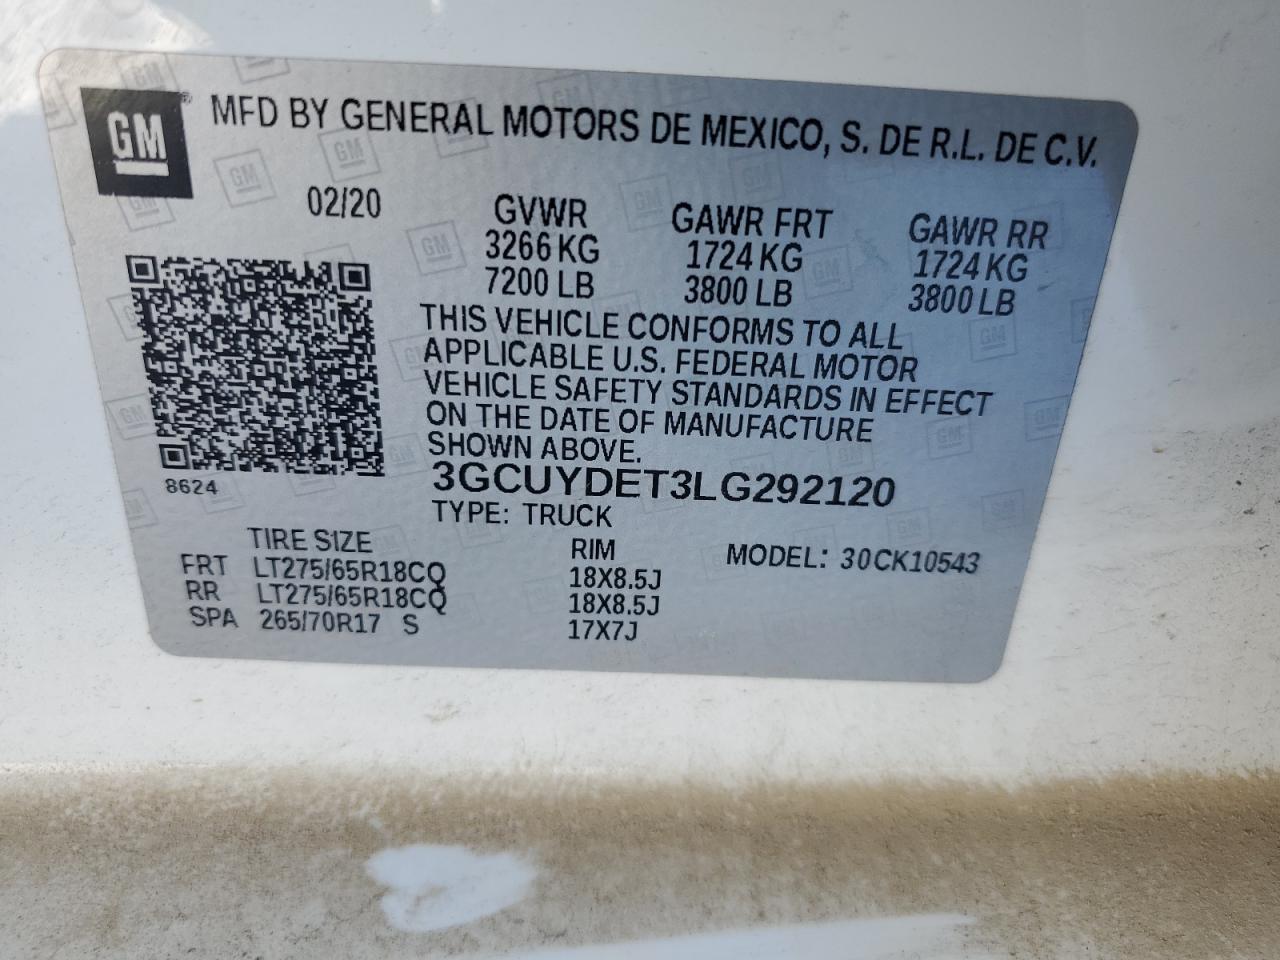 GM
MFD BY GENERAL MOTORS DE MEXICO, S. DE R.L. DE C.V.
02/20
GVWR GAWR FRT GAWR RR
3266 KG 1724 KG 1724 KG
7200 LB 3800 LB 3800 LB
THIS VEHICLE CONFORMS TO ALL
APPLICABLE U.S. FEDERAL MOTOR
VEHICLE SAFETY STANDARDS IN EFFECT
ON THE DATE OF MANUFACTURE
SHOWN ABOVE.
8624
3GCUYDET3LG292120
TYPE: TRUCK
TIRE SIZE RIM MODEL: 30CK10543
FRT LT275/65R18CQ 18X8.5J
RR LT275/65R18CQ 18X8.5J
SPA 265/70R17 S 17X7J